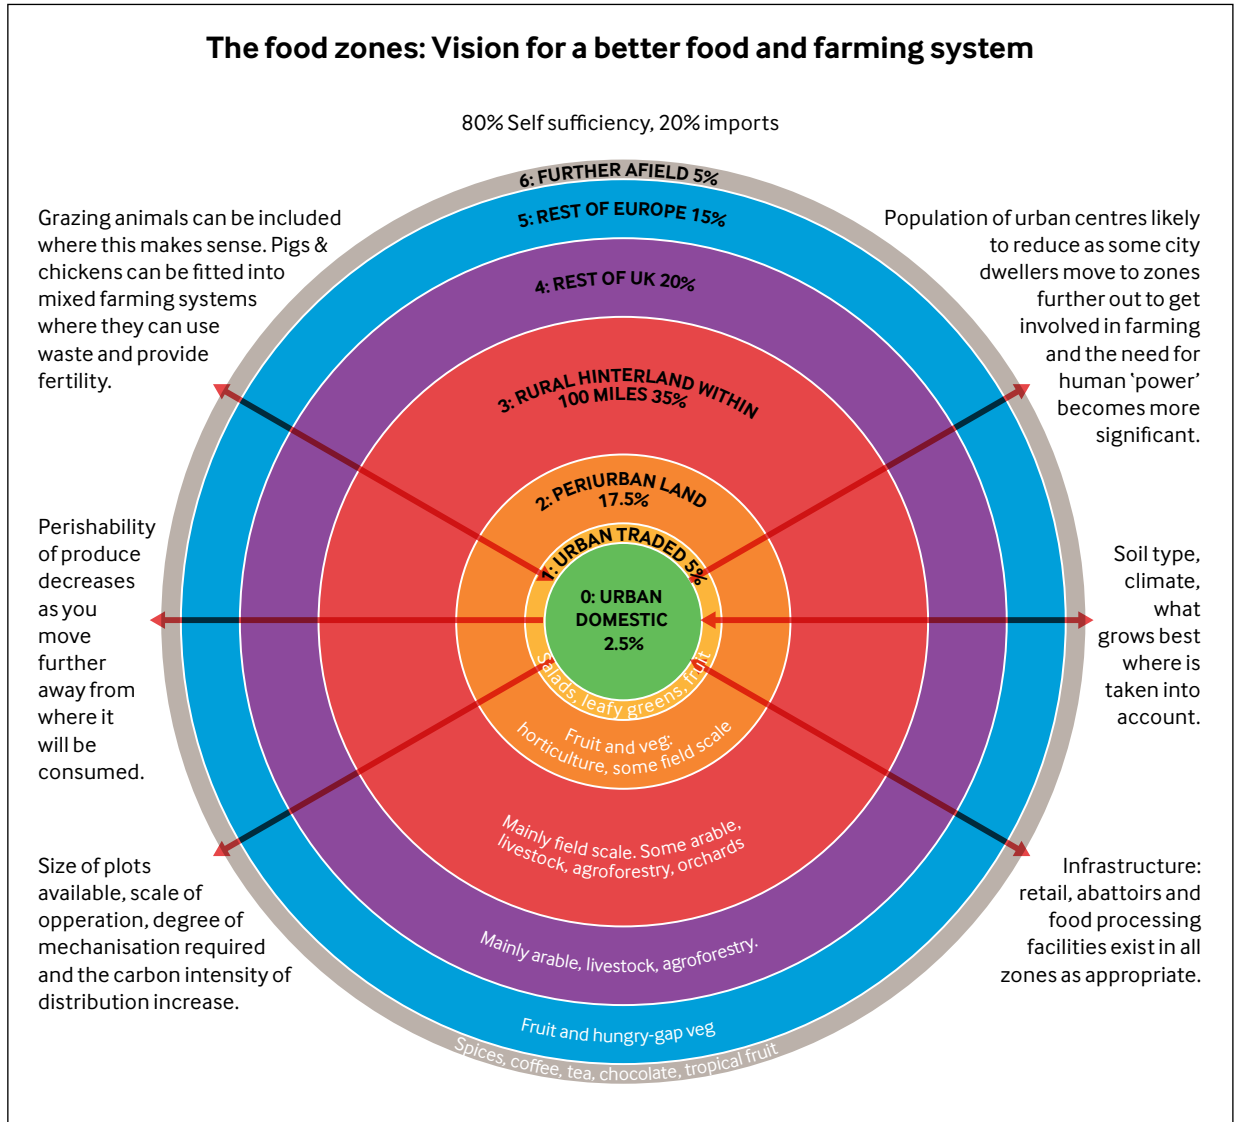 The food zones: Vision for a better food and farming system
80% Self sufficiency, 20% imports
6: FURTHER AFIELD 5%
5: REST OF EUROPE 15%
4: REST OF UK 20%
3: RURAL HINTERLAND WITHIN
100 MILES 35%
2: PERIURBAN LAND
17.5%
1: URBAN TRADED 5%
0: URBAN
DOMESTIC
2.5%
Salads, leafy greens, fruit
Fruit and veg:
horticulture, some field scale
Mainly field scale. Some arable,
livestock, agroforestry, orchards
Mainly arable, livestock, agroforestry.
Fruit and hungry-gap veg
Spices, coffee, tea, chocolate, tropical fruit
Grazing animals can be included
where this makes sense. Pigs &
chickens can be fitted into
mixed farming systems
where they can use
waste and provide
fertility.
Perishability
of produce
decreases
as you
move
further
away from
where it
will be
consumed.
Size of plots
available, scale of
opperation, degree of
mechanisation required
and the carbon intensity of
distribution increase.
Population of urban centres likely
to reduce as some city
dwellers move to zones
further out to get
involved in farming
and the need for
human ‘power’
becomes more
significant.
Soil type,
climate,
what
grows best
where is
taken into
account.
Infrastructure:
retail, abattoirs and
food processing
facilities exist in all
zones as appropriate.